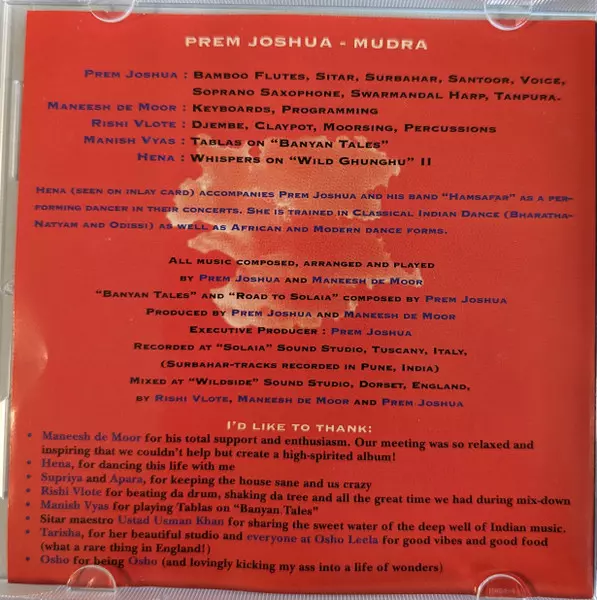 PREM JOSHUA - MUDRA
PREM JOSHUA : BAMBOO FLUTES, SITAR, SURBAHAR, SANTOOR, VOICE,
SOPRANO SAXOPHONE, SWARMANDAL HARP, TANPURA.
MANEESH DE MOOR : KEYBOARDS, PROGRAMMING
RISHI VLOTE : DJEMBE, CLAYPOT, MOORSING, PERCUSSIONS
MANISH VYAS : TABLAS ON “BANYAN TALES”
HENA : WHISPERS ON “WILD GHUNGHU” II
HENA (SEEN ON INLAY CARD) ACCOMPANIES PREM JOSHUA AND HIS BAND “HAMSAFAR” AS A PER-
FORMING DANCER IN THEIR CONCERTS. SHE IS TRAINED IN CLASSICAL INDIAN DANCE (BHARATHA-
NATYAM AND ODISSI) AS WELL AS AFRICAN AND MODERN DANCE FORMS.
ALL MUSIC COMPOSED, ARRANGED AND PLAYED
BY PREM JOSHUA AND MANEESH DE MOOR
“BANYAN TALES” AND “ROAD TO SOLAIA” COMPOSED BY PREM JOSHUA
PRODUCED BY PREM JOSHUA AND MANEESH DE MOOR
EXECUTIVE PRODUCER : PREM JOSHUA
RECORDED AT “SOLAIA” SOUND STUDIO, TUSCANY, ITALY,
(SURBAHAR-TRACKS RECORDED IN PUNE, INDIA)
MIXED AT “WILDSIDE” SOUND STUDIO, DORSET, ENGLAND,
BY RISHI VLOTE, MANEESH DE MOOR AND PREM JOSHUA
I’D LIKE TO THANK:
• Maneesh de Moor for his total support and enthusiasm. Our meeting was so relaxed and
inspiring that we couldn’t help but create a high-spirited album!
• Hena, for dancing this life with me
• Supriya and Apara, for keeping the house sane and us crazy
• Rishi Vlote for beating da drum, shaking da tree and all the great time we had during mix-down
• Manish Vyas for playing Tablas on “Banyan Tales”
• Sitar maestro Ustad Usman Khan for sharing the sweet water of the deep well of Indian music.
• Tarisha, for her beautiful studio and everyone at Osho Leela for good vibes and good food
(what a rare thing in England!)
• Osho for being Osho (and lovingly kicking my ass into a life of wonders)